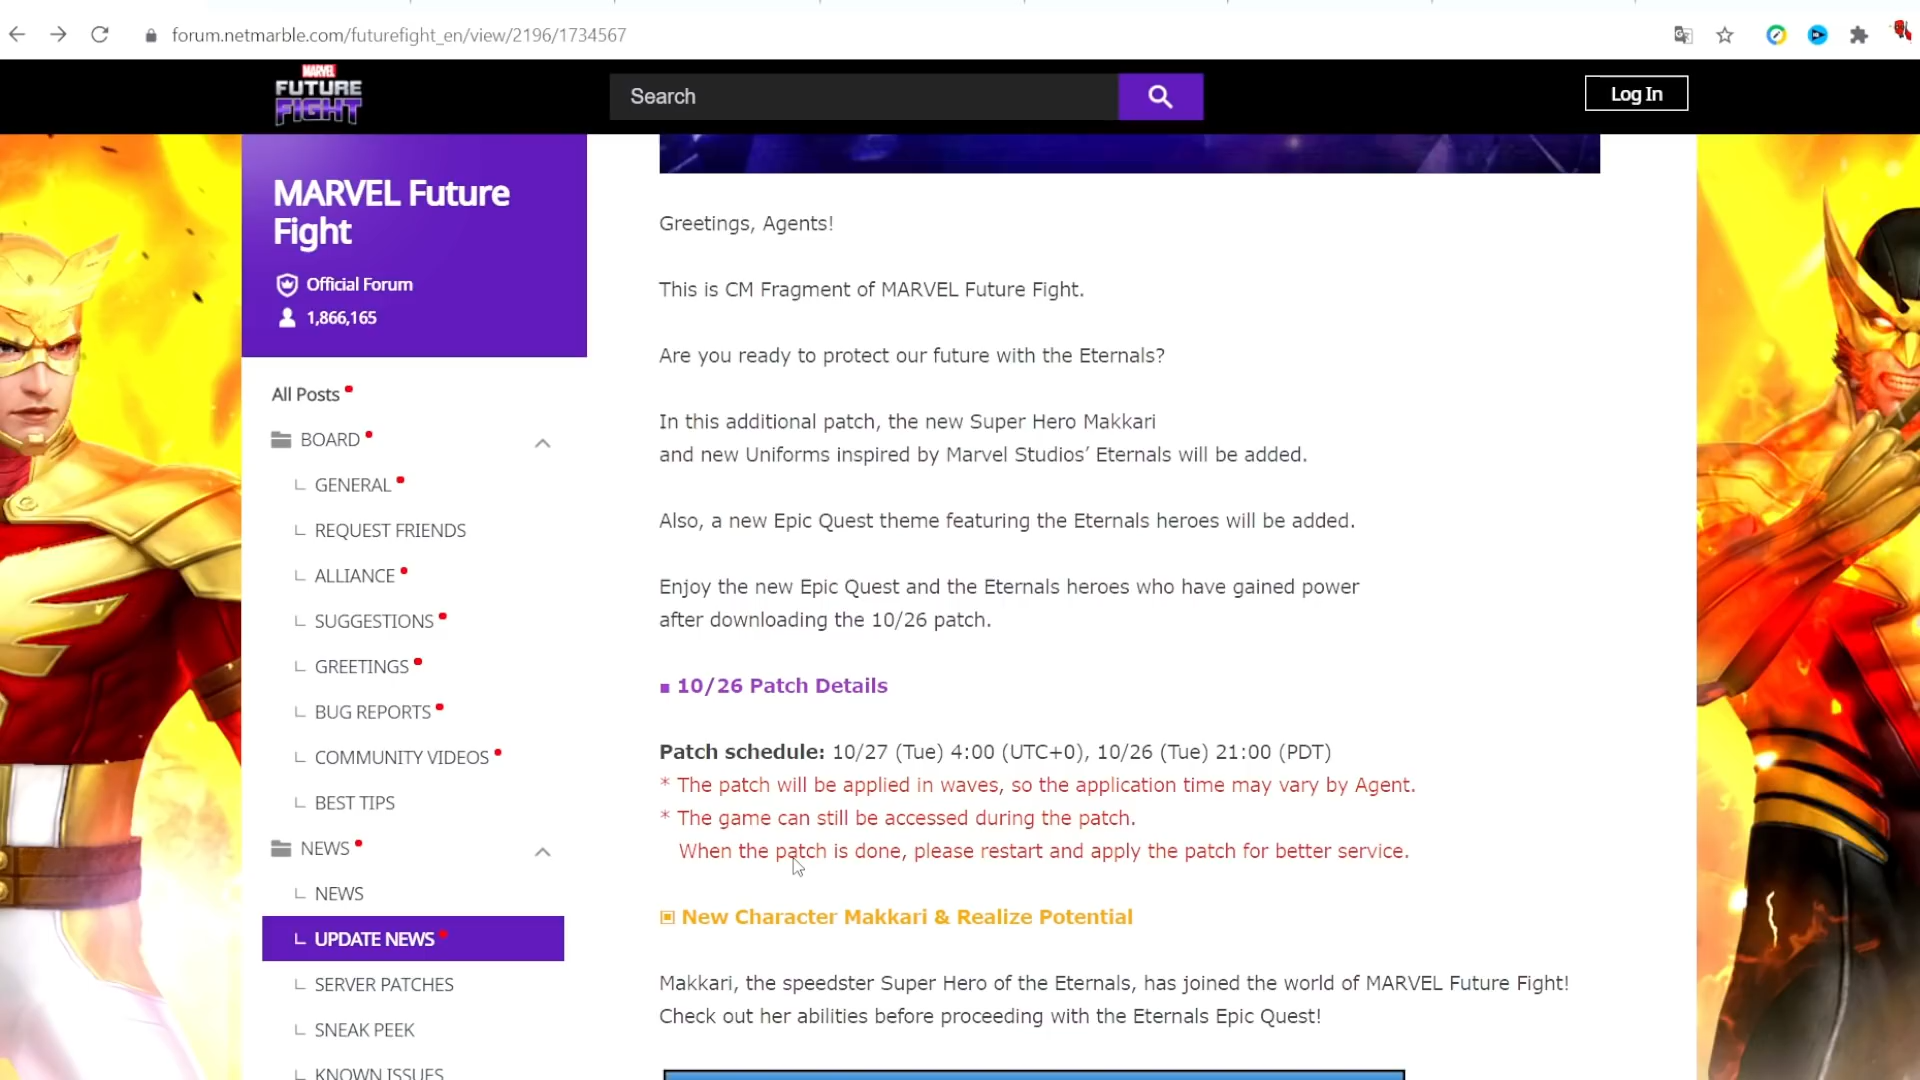 forum.netmarble.com/futurefight_en/view/2196/1734567
MARVEL
FUTURE
FIGHT
Search
Log In
MARVEL Future
Fight
Official Forum
1,866,165
All Posts
BOARD
GENERAL
REQUEST FRIENDS
ALLIANCE
SUGGESTIONS
GREETINGS
BUG REPORTS
COMMUNITY VIDEOS
BEST TIPS
NEWS
NEWS
UPDATE NEWS
SERVER PATCHES
SNEAK PEEK
KNOWN ISSUES
Greetings, Agents!
This is CM Fragment of MARVEL Future Fight.
Are you ready to protect our future with the Eternals?
In this additional patch, the new Super Hero Makkari
and new Uniforms inspired by Marvel Studios’ Eternals will be added.
Also, a new Epic Quest theme featuring the Eternals heroes will be added.
Enjoy the new Epic Quest and the Eternals heroes who have gained power
after downloading the 10/26 patch.
■ 10/26 Patch Details
Patch schedule: 10/27 (Tue) 4:00 (UTC+0), 10/26 (Tue) 21:00 (PDT)
* The patch will be applied in waves, so the application time may vary by Agent.
* The game can still be accessed during the patch.
When the patch is done, please restart and apply the patch for better service.
▣ New Character Makkari & Realize Potential
Makkari, the speedster Super Hero of the Eternals, has joined the world of MARVEL Future Fight!
Check out her abilities before proceeding with the Eternals Epic Quest!